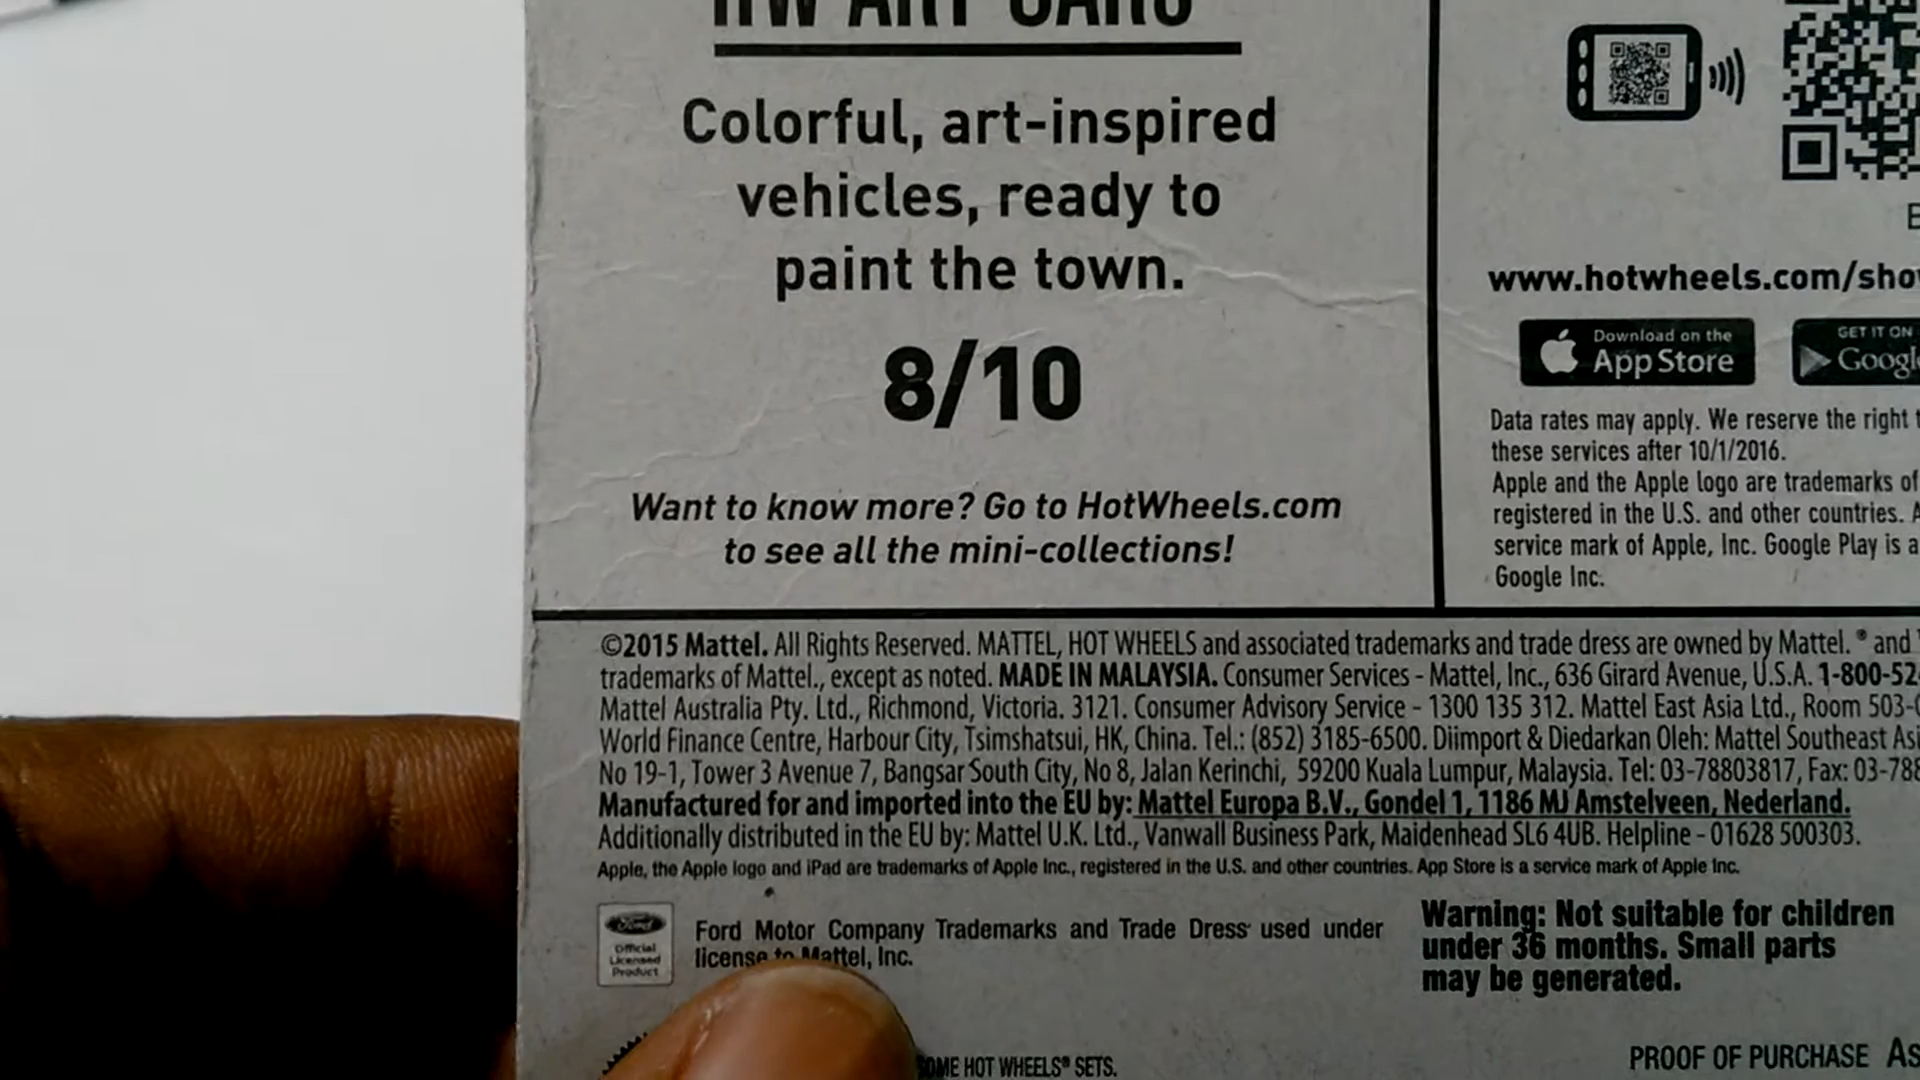 HW ART CARS
Colorful, art-inspired
vehicles, ready to
paint the town.
8/10
Want to know more? Go to HotWheels.com
to see all the mini-collections!
www.hotwheels.com/sho
Download on the
App Store
GET IT ON
Google
Data rates may apply. We reserve the right
these services after 10/1/2016.
Apple and the Apple logo are trademarks of
registered in the U.S. and other countries. A
service mark of Apple, Inc. Google Play is a
Google Inc.
©2015 Mattel. All Rights Reserved. MATTEL, HOT WHEELS and associated trademarks and trade dress are owned by Mattel. ® and
trademarks of Mattel., except as noted. MADE IN MALAYSIA. Consumer Services - Mattel, Inc., 636 Girard Avenue, U.S.A. 1-800-52
Mattel Australia Pty. Ltd., Richmond, Victoria. 3121. Consumer Advisory Service - 1300 135 312. Mattel East Asia Ltd., Room 503-
World Finance Centre, Harbour City, Tsimshatsui, HK, China. Tel.: (852) 3185-6500. Diimport & Diedarkan Oleh: Mattel Southeast Asi
No 19-1, Tower 3 Avenue 7, Bangsar South City, No 8, Jalan Kerinchi, 59200 Kuala Lumpur, Malaysia. Tel: 03-78803817, Fax: 03-788
Manufactured for and imported into the EU by: Mattel Europa B.V., Gondel 1, 1186 MJ Amstelveen, Nederland.
Additionally distributed in the EU by: Mattel U.K. Ltd., Vanwall Business Park, Maidenhead SL6 4UB. Helpline - 01628 500303.
Apple, the Apple logo and iPad are trademarks of Apple Inc., registered in the U.S. and other countries. App Store is a service mark of Apple Inc.
Ford
Official
Licensed
Product
Ford Motor Company Trademarks and Trade Dress used under
license to Mattel, Inc.
Warning: Not suitable for children
under 36 months. Small parts
may be generated.
OME HOT WHEELS® SETS.
PROOF OF PURCHASE As